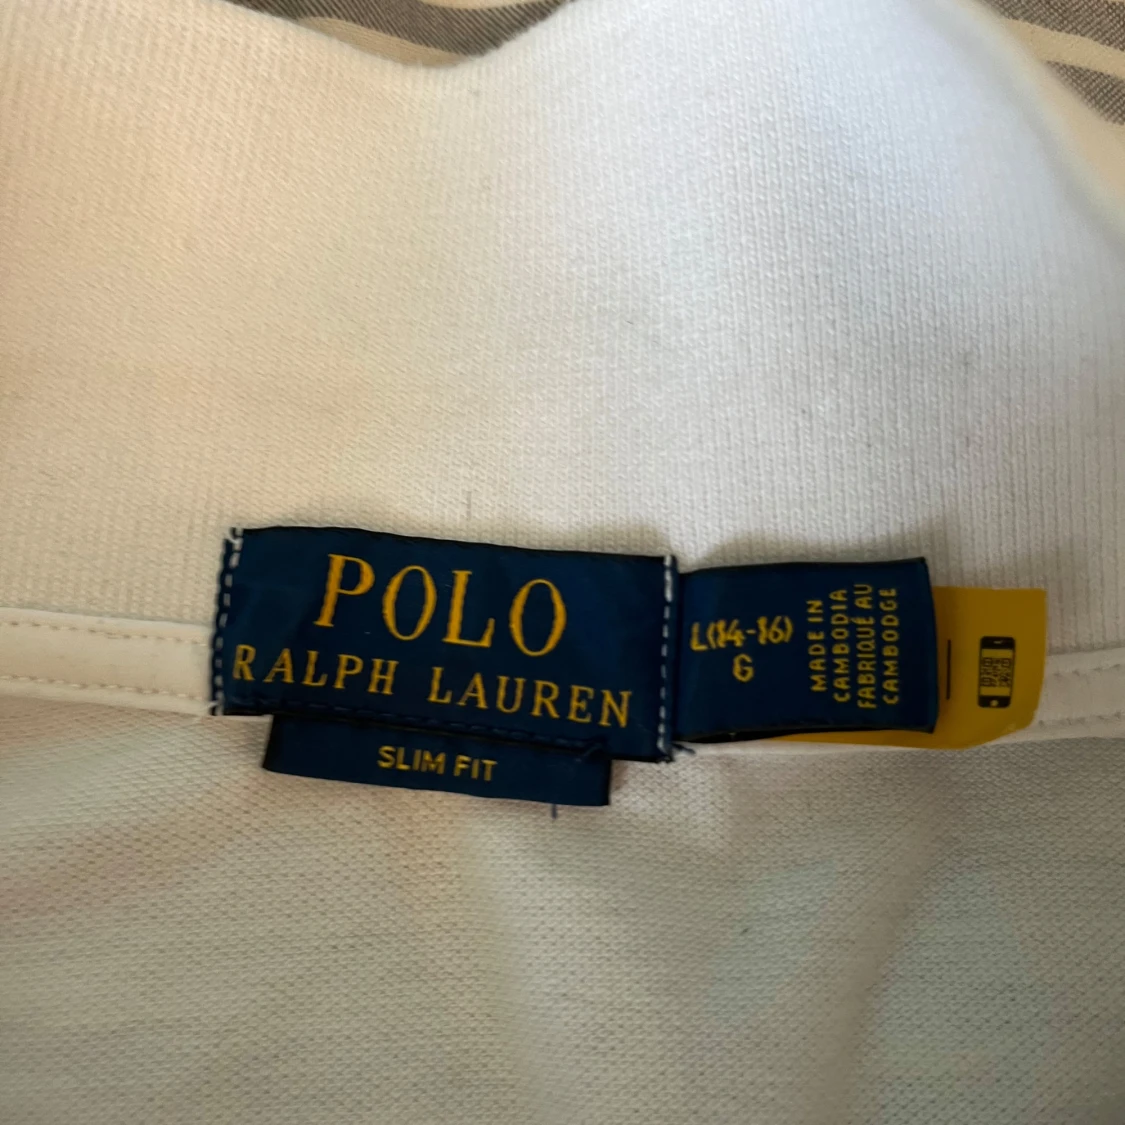 POLO
RALPH LAUREN
SLIM FIT
L(14-16)
G
MADE IN
CAMBODIA
FABRIQUÉ AU
CAMBODGE